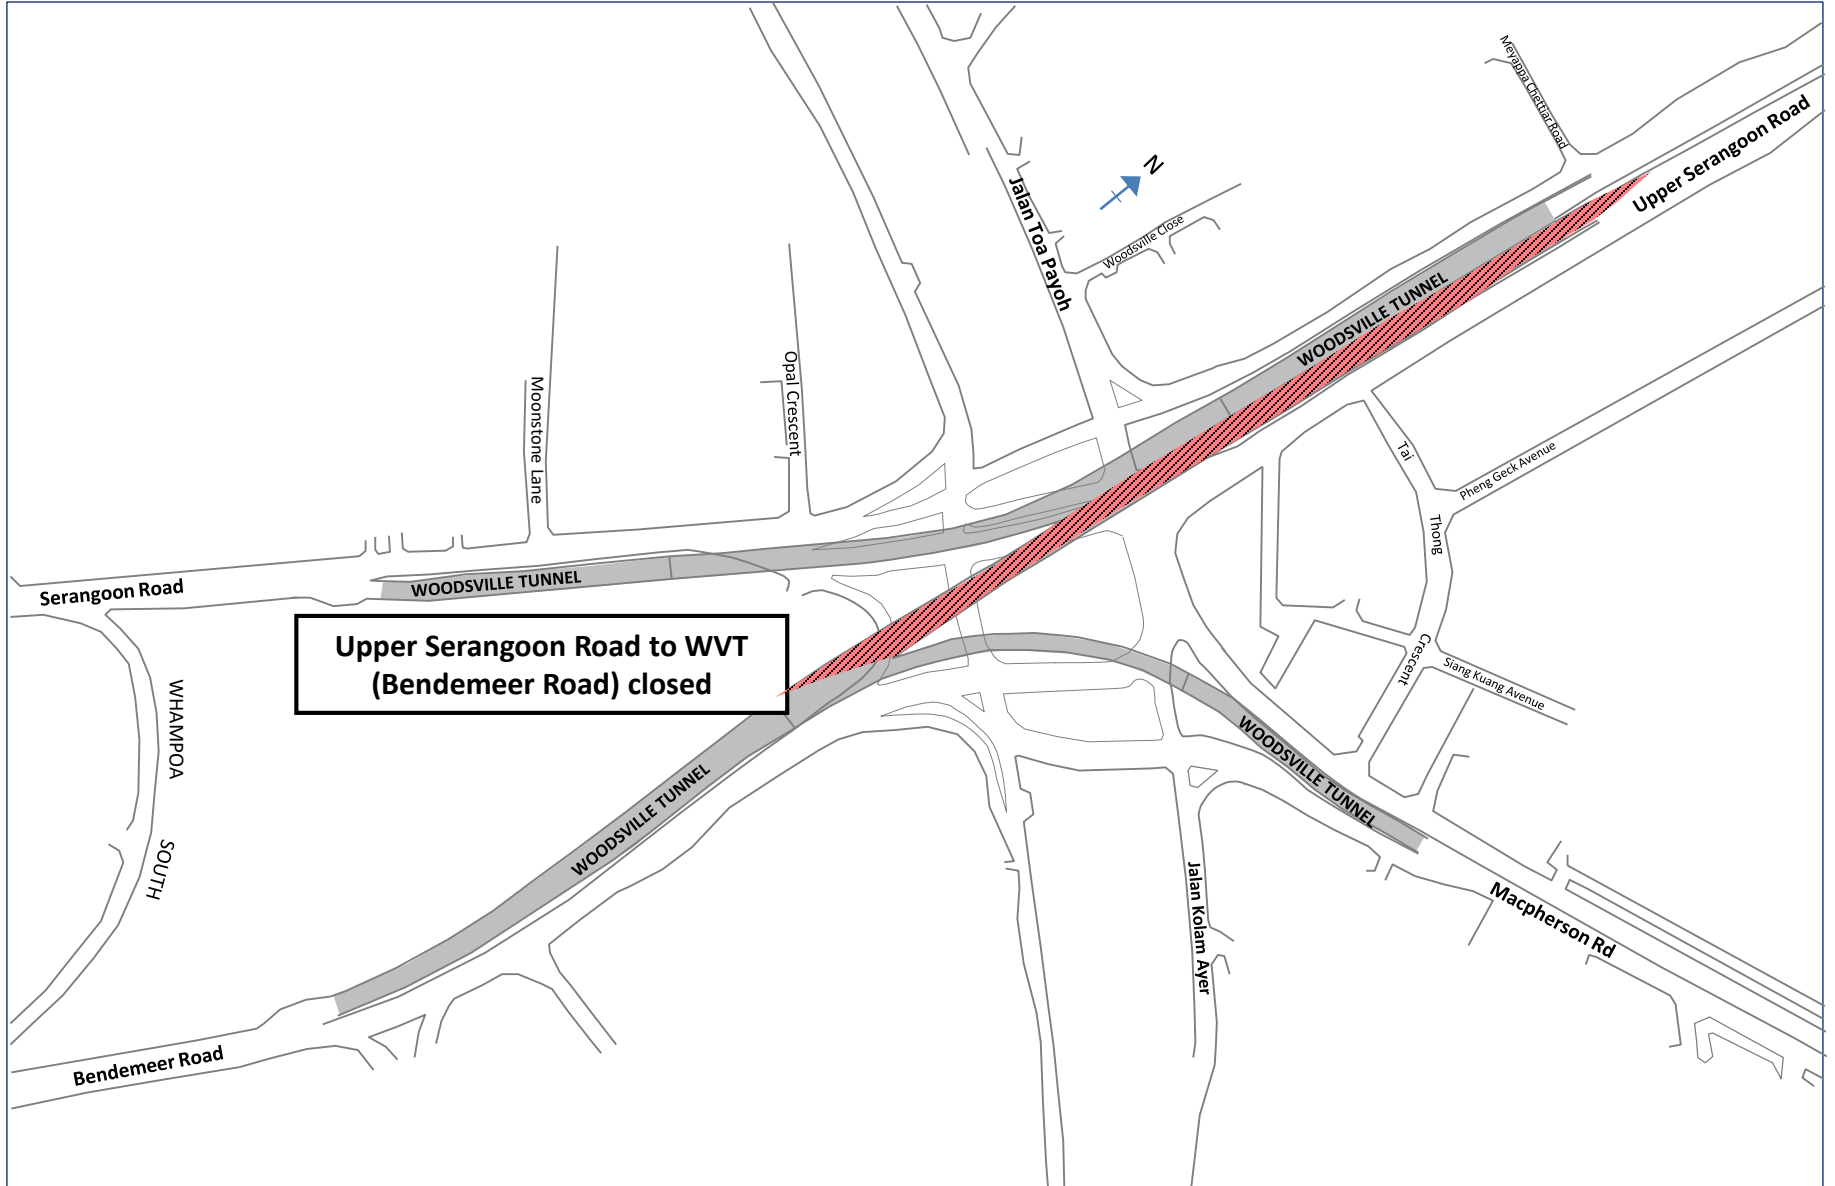 Meyappa Chettiar Road
Upper Serangoon Road
N
Jalan Toa Payoh
Woodsville Close
WOODSVILLE TUNNEL
Opal Crescent
Moonstone Lane
Tai
Thong
Crescent
Pheng Geck Avenue
Serangoon Road
WOODSVILLE TUNNEL
Upper Serangoon Road to WVT
(Bendemeer Road) closed
Siang Kuang Avenue
WHAMPOA
SOUTH
WOODSVILLE TUNNEL
WOODSVILLE TUNNEL
Jalan Kolam Ayer
Macpherson Rd
Bendemeer Road